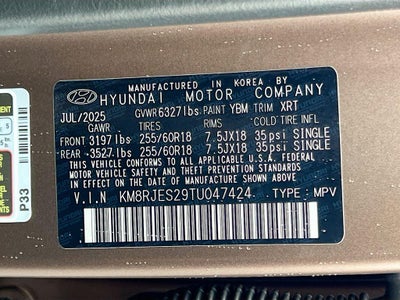 MANUFACTURED IN KOREA BY
HYUNDAI MOTOR COMPANY
JUL/2025 GVWR 6327lbs PAINT YBM TRIM XRT
GAWR TIRES RIMS COLD TIRE INFL
FRONT 3197lbs 255/60R18 7.5JX18 35psi SINGLE
REAR 3527lbs 255/60R18 7.5JX18 35psi SINGLE
THIS VEHICLE CONFORMS TO ALL APPLICABLE U.S. FEDERAL
MOTOR VEHICLE SAFETY STANDARDS IN EFFECT ON THE
DATE OF MANUFACTURE SHOWN ABOVE.
V.I.N KM8RJES29TU047424 TYPE: MPV
P33